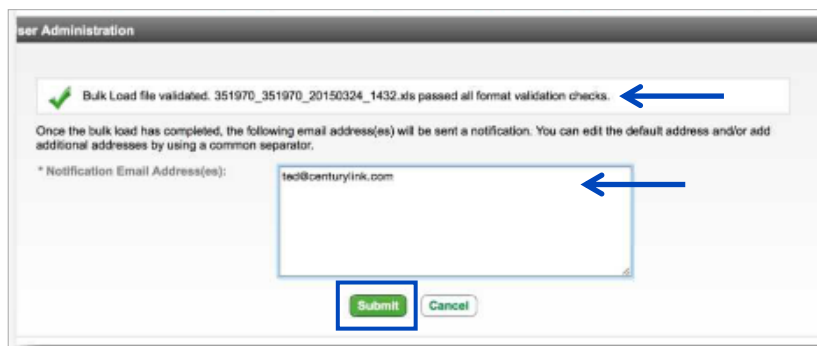 ser Administration
Bulk Load file validated. 351970_351970_20150324_1432.xls passed all format validation checks.
Once the bulk load has completed, the following email address(es) will be sent a notification. You can edit the default address and/or add
additional addresses by using a common separator.
* Notification Email Address(es):
ted@centurylink.com
Submit Cancel